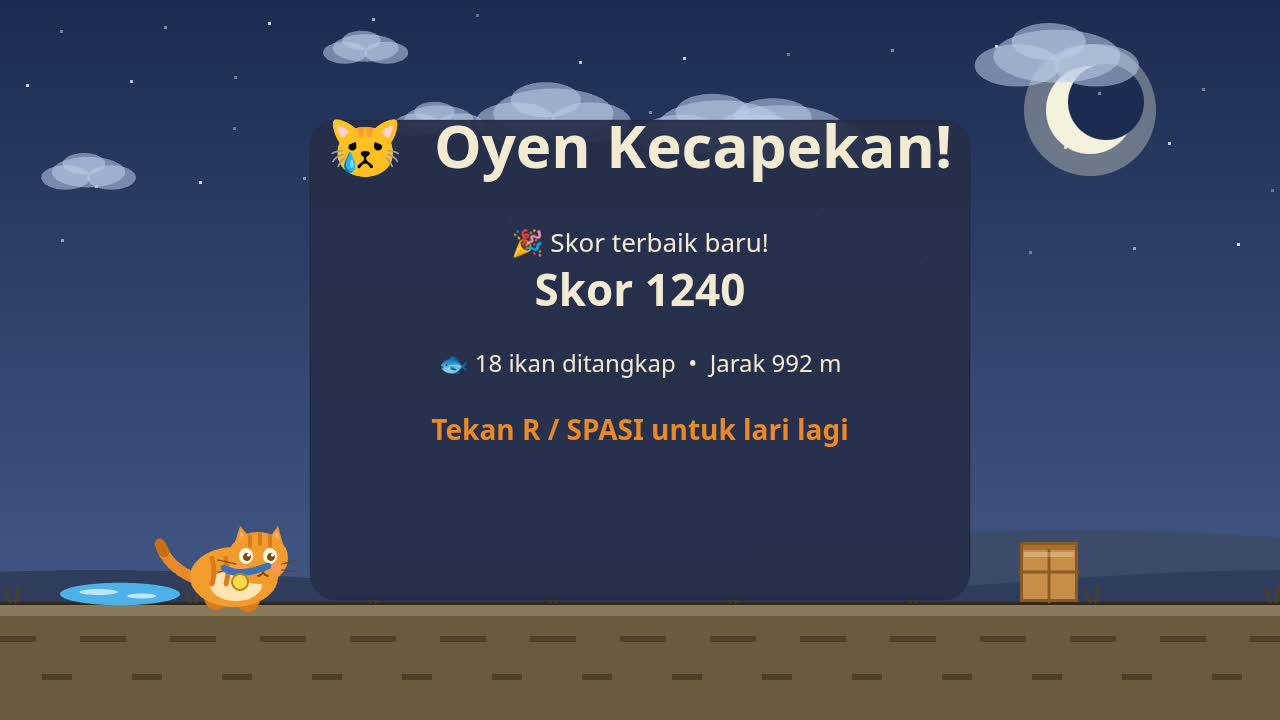 😿 Oyen Kecapekan!
🎉 Skor terbaik baru!
Skor 1240
🐟 18 ikan ditangkap • Jarak 992 m
Tekan R / SPASI untuk lari lagi